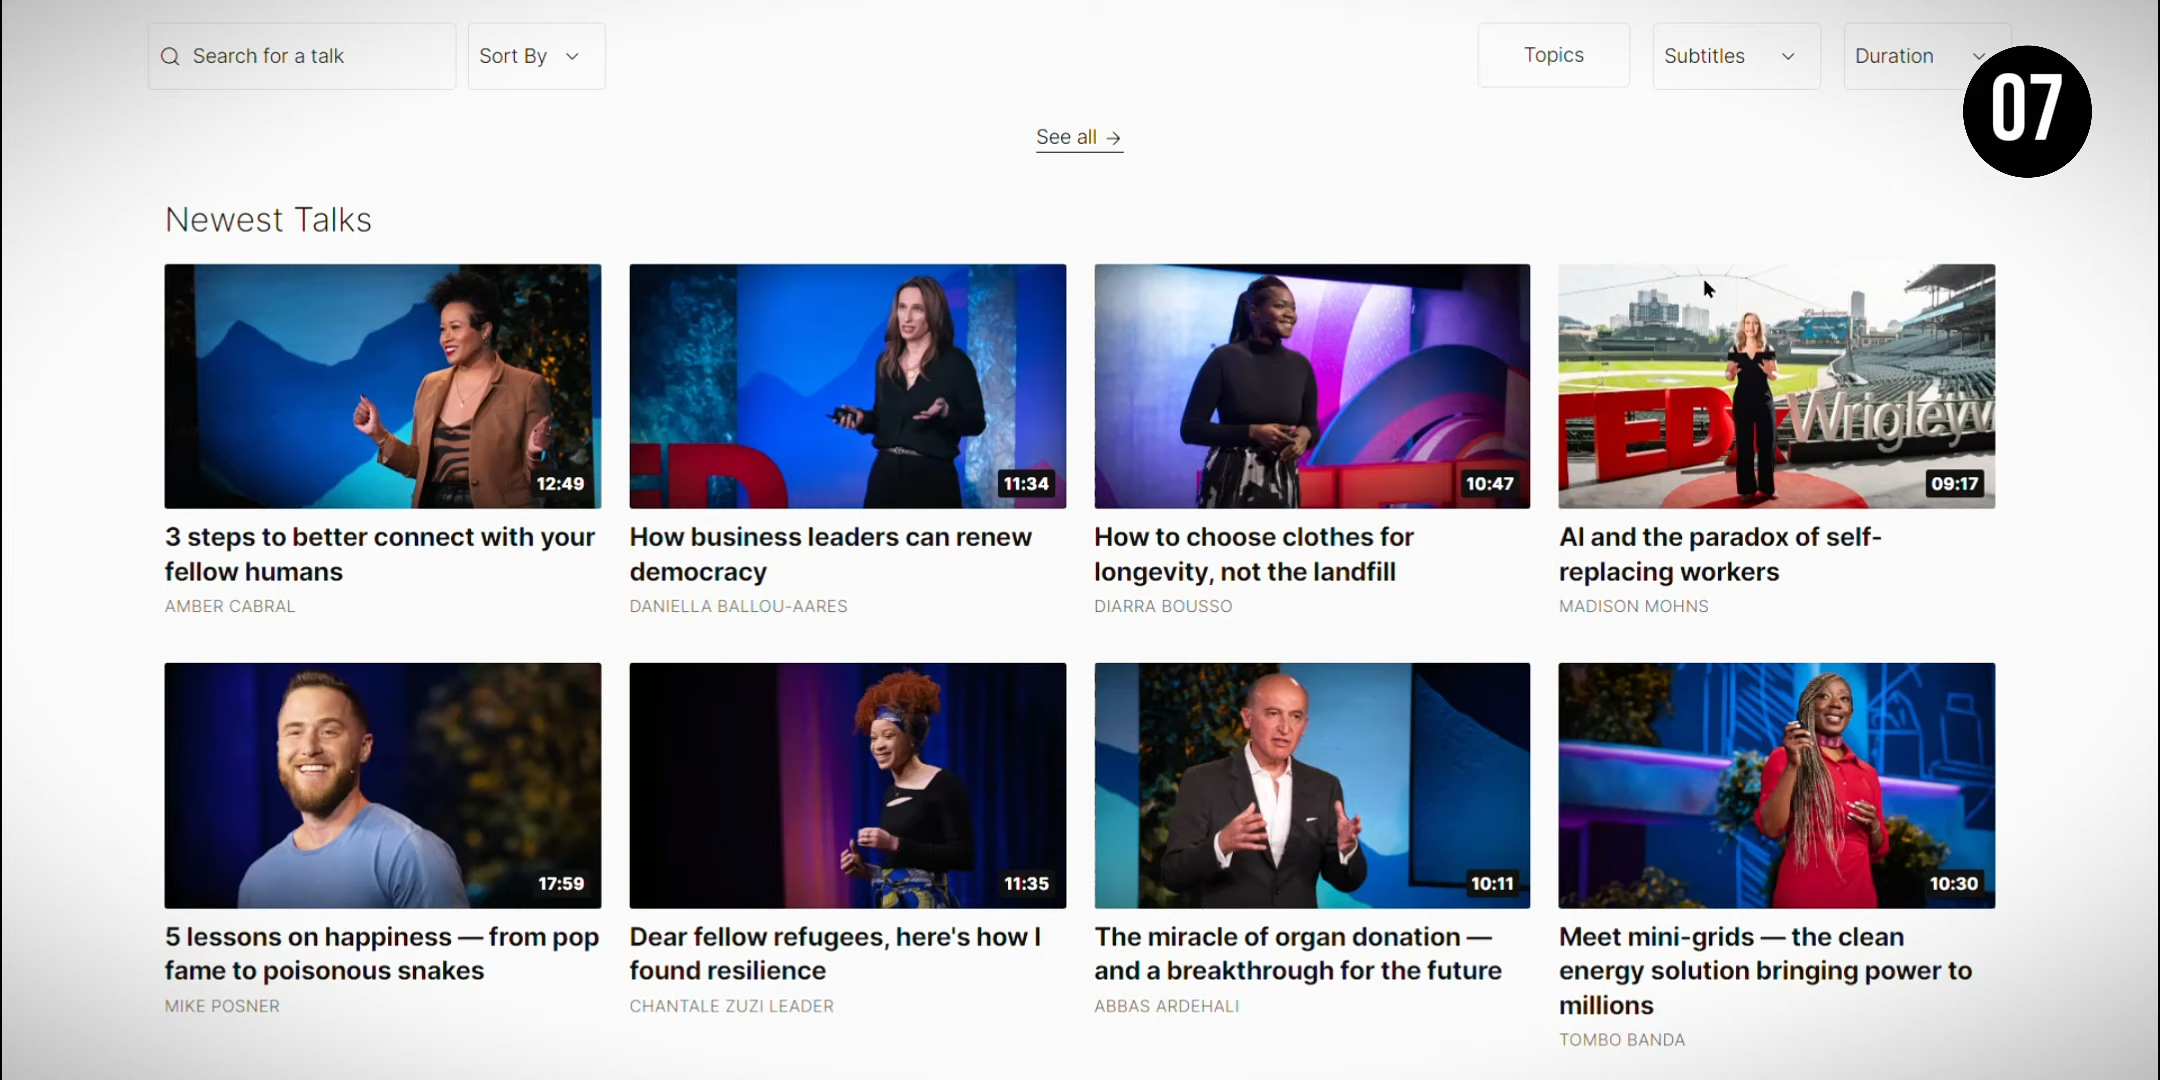 Search for a talk
Sort By
Topics
Subtitles
Duration
07
See all →
Newest Talks
12:49
11:34
10:47
TEDx Wrigleyv
09:17
3 steps to better connect with your
fellow humans
AMBER CABRAL
How business leaders can renew
democracy
DANIELLA BALLOU-AARES
How to choose clothes for
longevity, not the landfill
DIARRA BOUSSO
AI and the paradox of self-
replacing workers
MADISON MOHNS
17:59
11:35
10:11
10:30
5 lessons on happiness — from pop
fame to poisonous snakes
MIKE POSNER
Dear fellow refugees, here's how I
found resilience
CHANTALE ZUZI LEADER
The miracle of organ donation —
and a breakthrough for the future
ABBAS ARDEHALI
Meet mini-grids — the clean
energy solution bringing power to
millions
TOMBO BANDA